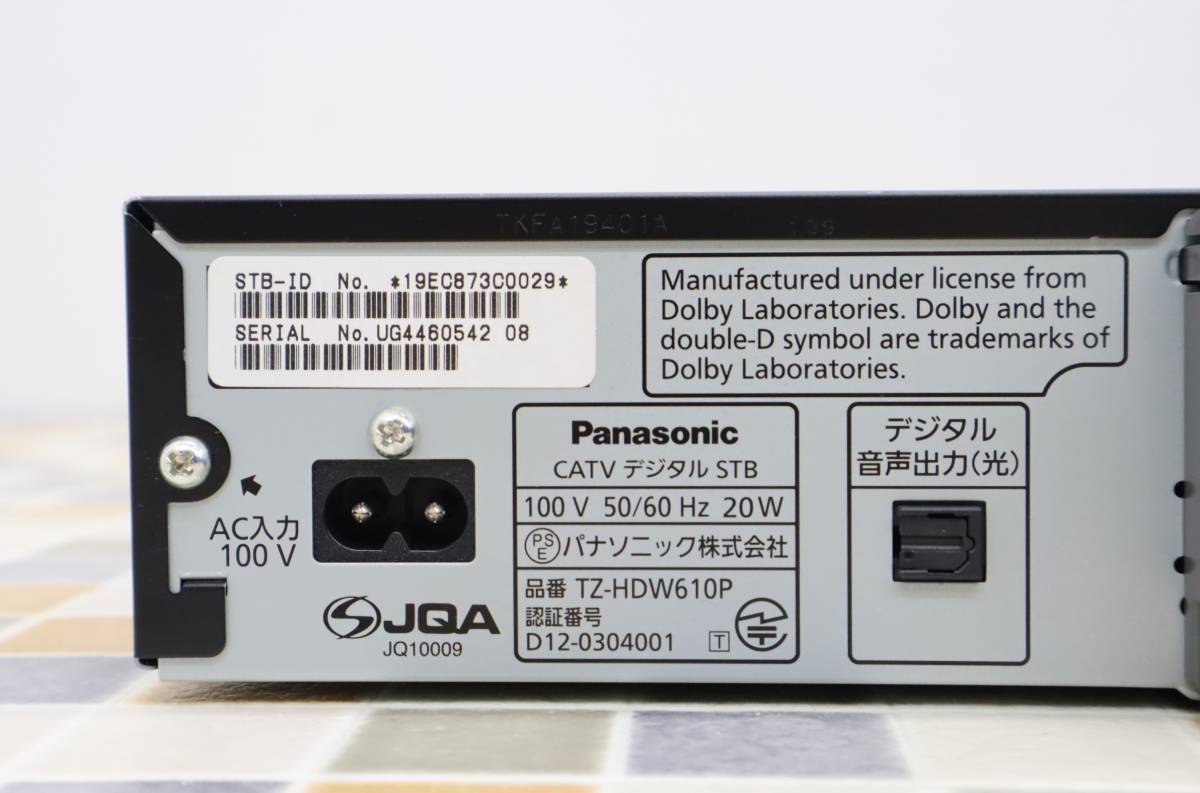 TKFA19401A 139
STB-ID No. *19EC873C0029*
SERIAL No. UG4460542 08
Manufactured under license from
Dolby Laboratories. Dolby and the
double-D symbol are trademarks of
Dolby Laboratories.
AC入力
100 V
JQA
JQ10009
Panasonic
CATV デジタル STB
100 V 50/60 Hz 20 W
PS
E
パナソニック株式会社
品番 TZ-HDW610P
認証番号
D12-0304001 T
デジタル
音声出力(光)